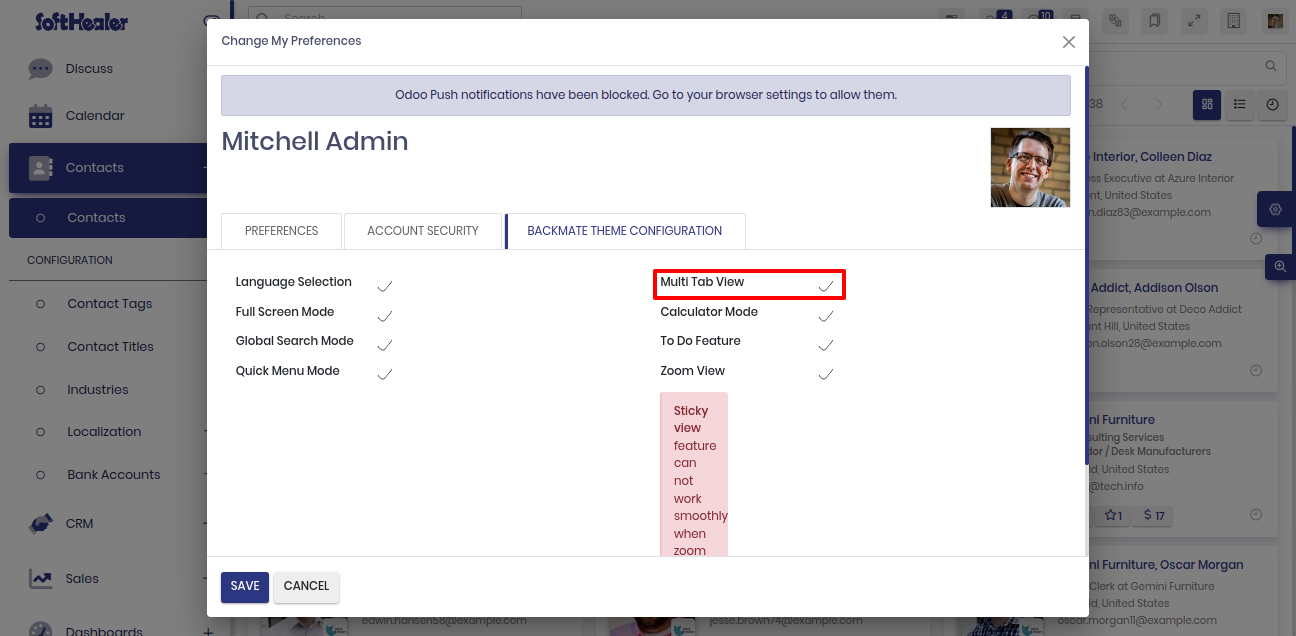 SoftHealer
Search
4
10
Change My Preferences
Discuss
Calendar
Contacts
Contacts
CONFIGURATION
Contact Tags
Contact Titles
Industries
Localization
Bank Accounts
CRM
Sales
Dashboards
Odoo Push notifications have been blocked. Go to your browser settings to allow them.
Mitchell Admin
PREFERENCES
ACCOUNT SECURITY
BACKMATE THEME CONFIGURATION
Language Selection
Multi Tab View
Full Screen Mode
Calculator Mode
Global Search Mode
To Do Feature
Quick Menu Mode
Zoom View
Sticky
view
feature
can
not
work
smoothly
when
zoom
SAVE
CANCEL
38
Interior, Colleen Diaz
ess Executive at Azure Interior
nt, United States
n.diaz83@example.com
Addict, Addison Olson
Representative at Deco Addict
unt Hill, United States
on.olson28@example.com
ni Furniture
sulting Services
dor / Desk Manufacturers
d, United States
@tech.info
1
$ 17
ni Furniture, Oscar Morgan
Clerk at Gemini Furniture
d, United States
oscar.morgan11@example.com
edwin.hansen58@example.com
jesse.brown74@example.com